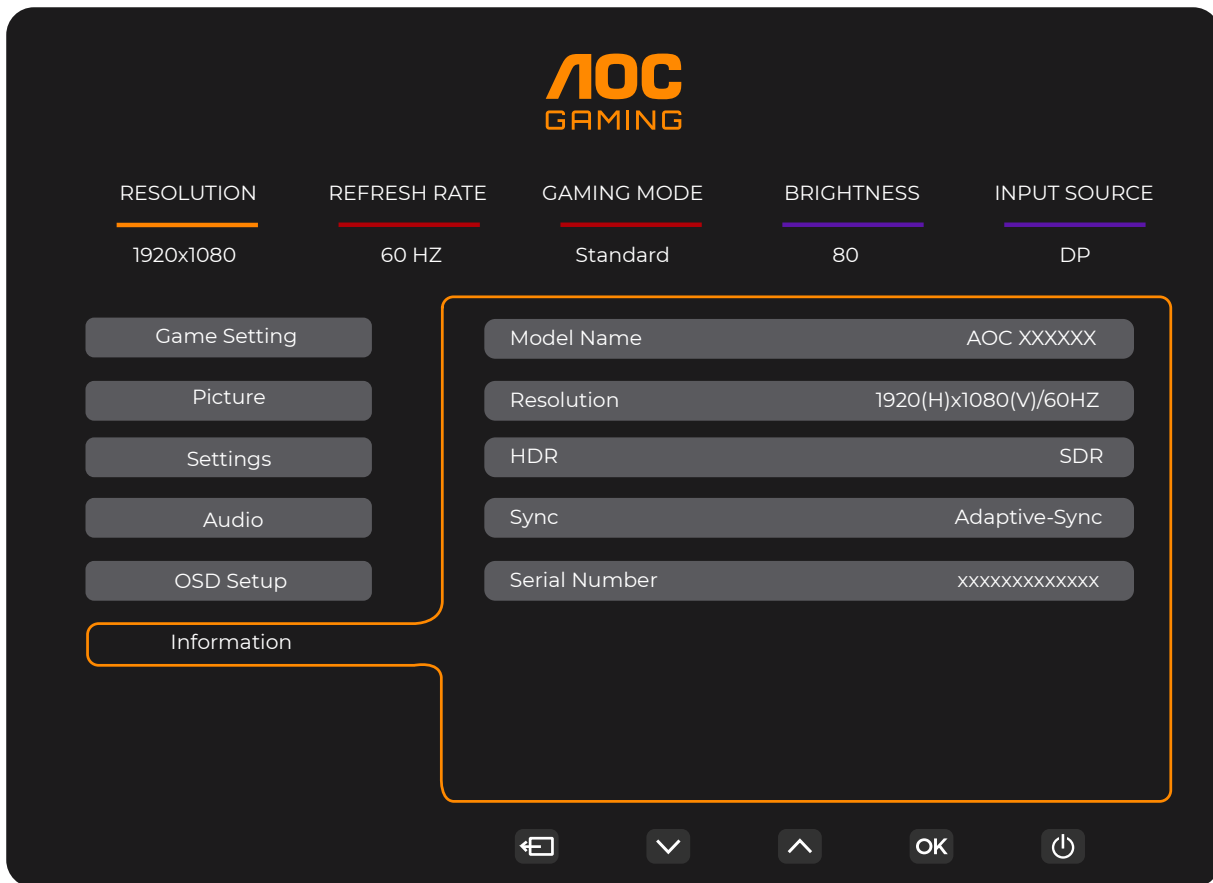 AOC
GAMING
RESOLUTION REFRESH RATE GAMING MODE BRIGHTNESS INPUT SOURCE
1920x1080 60 HZ Standard 80 DP
Game Setting Model Name AOC XXXXXX
Picture Resolution 1920(H)x1080(V)/60HZ
Settings HDR SDR
Audio Sync Adaptive-Sync
OSD Setup Serial Number xxxxxxxxxxxxx
Information
OK